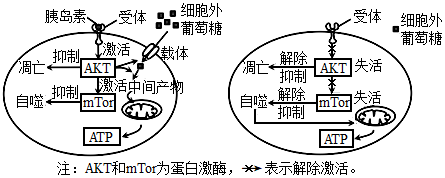 胰岛素 受体 细胞外葡萄糖
激活 载体
抑制
凋亡 AKT
激活 中间产物
抑制
自噬 mTor
ATP
受体
细胞外葡萄糖
解除
凋亡 AKT 失活
抑制
解除
自噬 mTor 失活
抑制
ATP
注：AKT和mTor为蛋白激酶，表示解除激活。